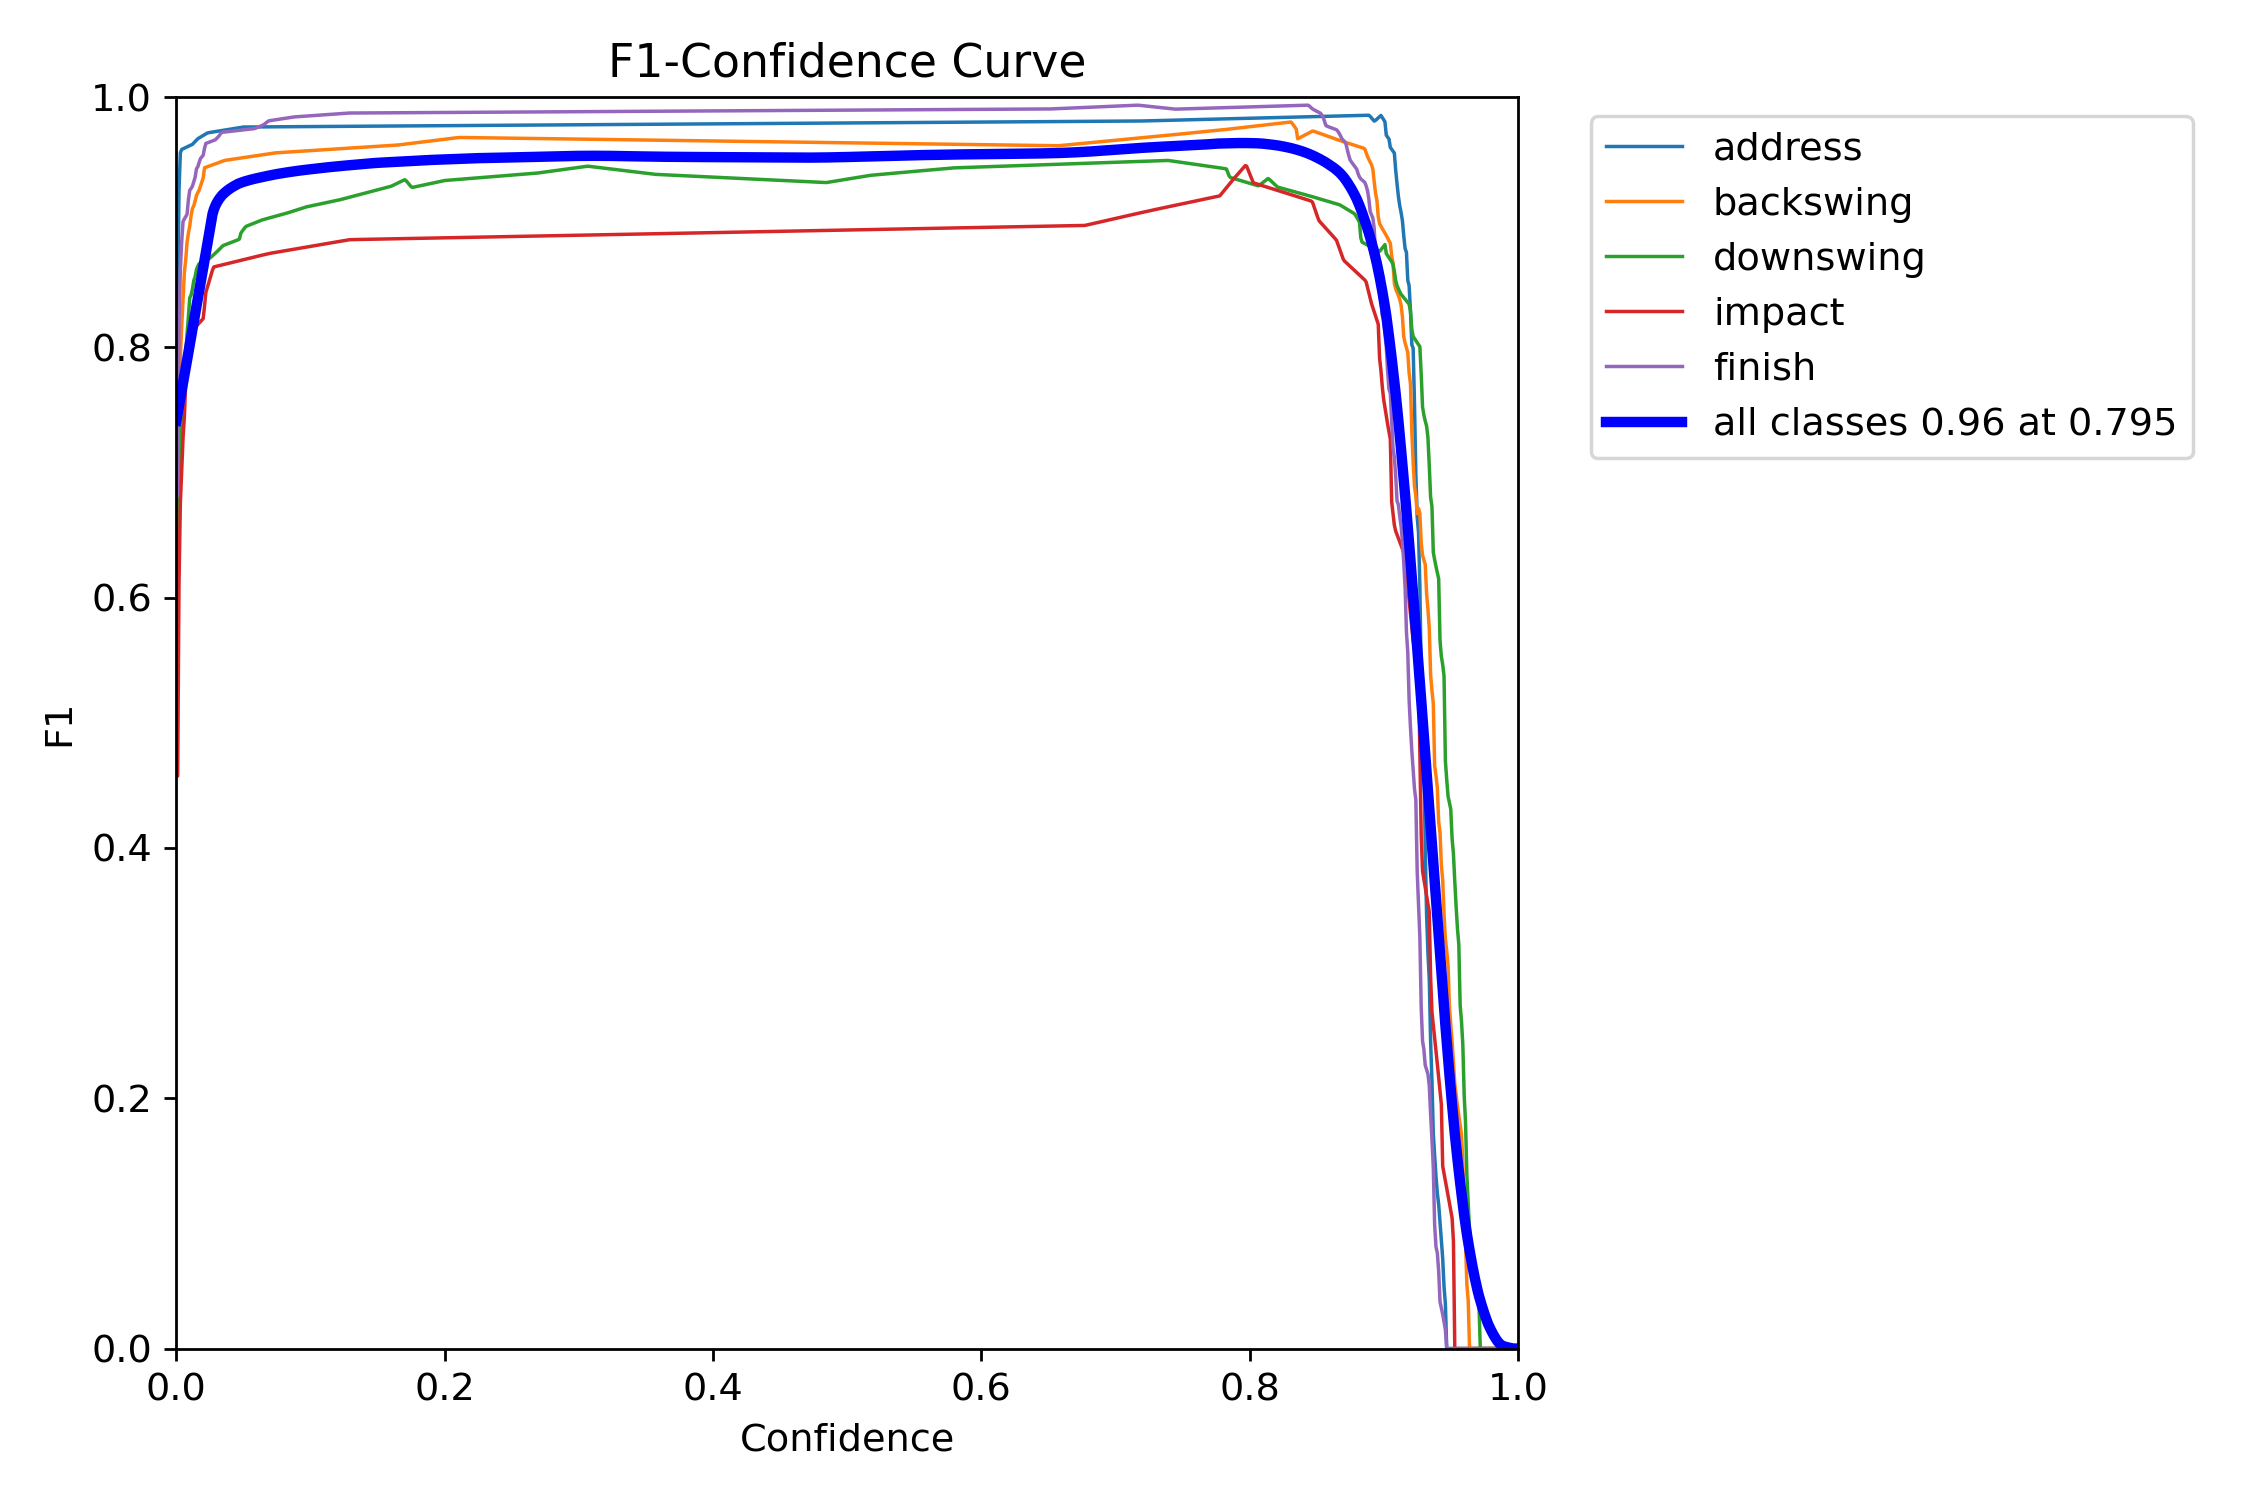 F1-Confidence Curve
1.0
0.8
0.6
0.4
0.2
0.0
F1
0.0 0.2 0.4 0.6 0.8 1.0
Confidence
address
backswing
downswing
impact
finish
all classes 0.96 at 0.795